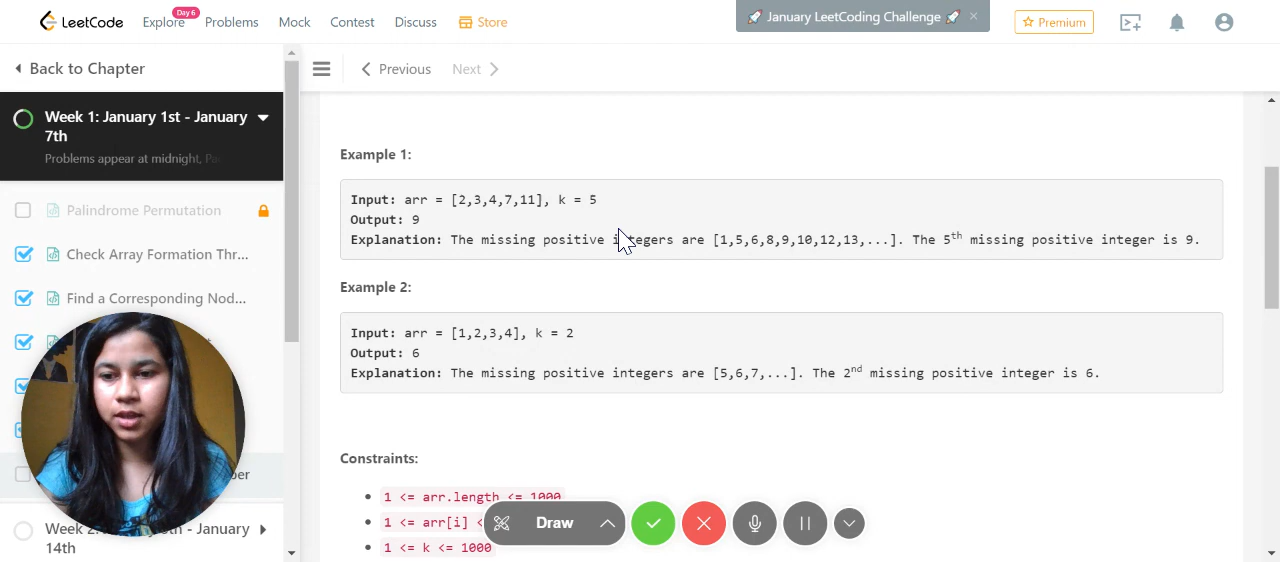 LeetCode Explore Day 6 Problems Mock Contest Discuss Store 🚀 January LeetCoding Challenge 🚀 × Premium
Back to Chapter
Previous Next
Week 1: January 1st - January
7th
Problems appear at midnight,
Palindrome Permutation
Check Array Formation Thr...
Find a Corresponding Nod...
Week
14th
January
Example 1:
Input: arr = [2,3,4,7,11], k = 5
Output: 9
Explanation: The missing positive integers are [1,5,6,8,9,10,12,13,...]. The 5th missing positive integer is 9.
Example 2:
Input: arr = [1,2,3,4], k = 2
Output: 6
Explanation: The missing positive integers are [5,6,7,...]. The 2nd missing positive integer is 6.
Constraints:
1 <= arr.length <= 1000
1 <= arr[i] <
1 <= k <= 1000
Draw